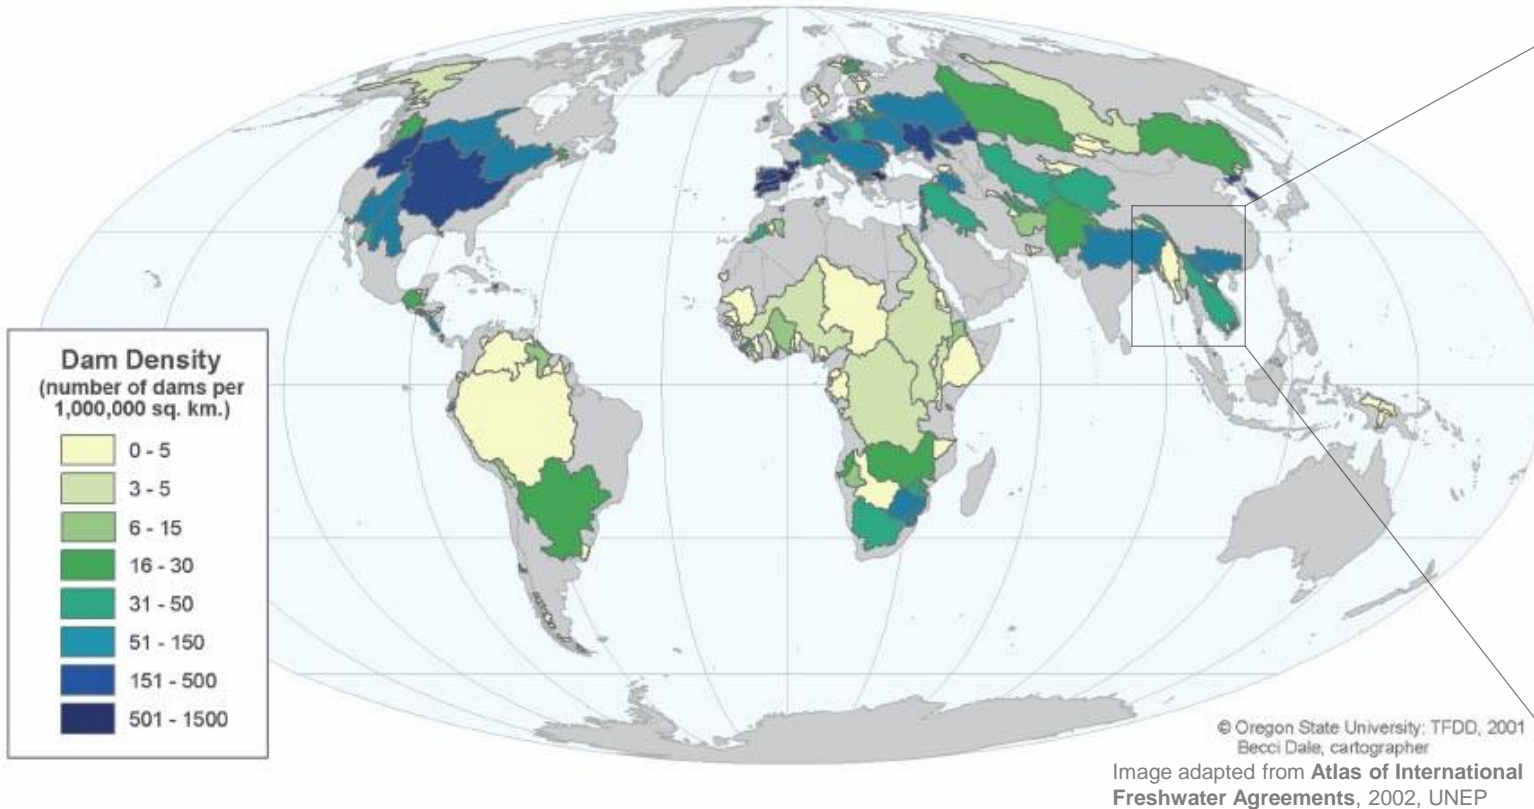 Dam Density
(number of dams per
1,000,000 sq. km.)
0 - 5
3 - 5
6 - 15
16 - 30
31 - 50
51 - 150
151 - 500
501 - 1500
© Oregon State University: TFDD, 2001
Becci Dale, cartographer
Image adapted from Atlas of International
Freshwater Agreements, 2002, UNEP